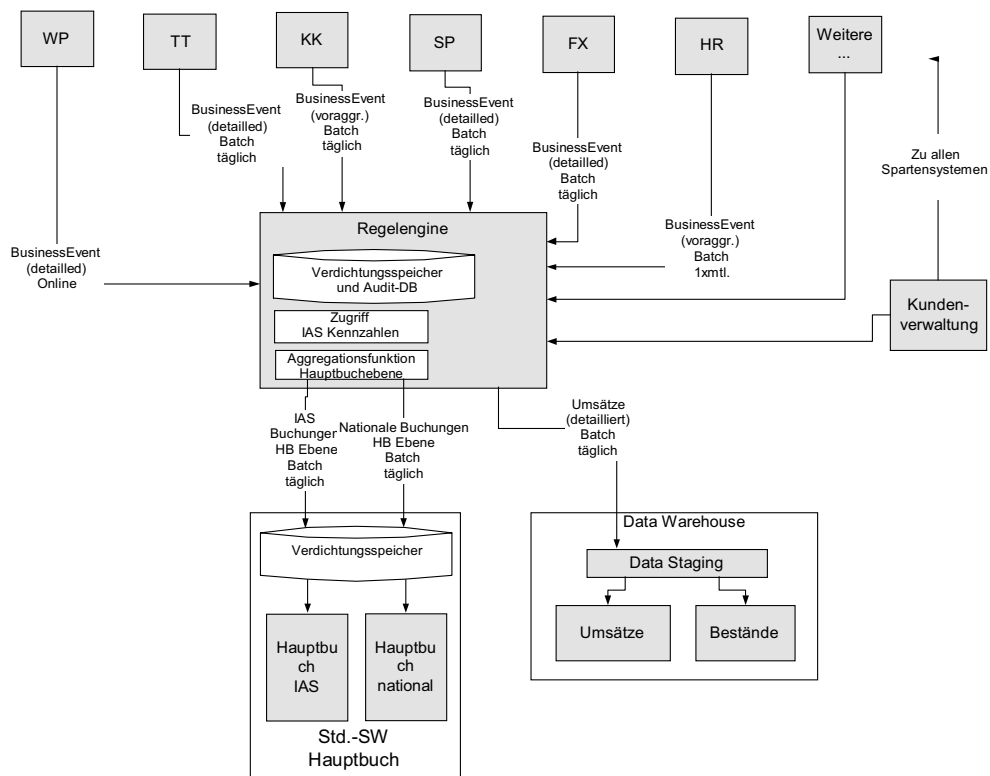 WP
TT
KK
SP
FX
HR
Weitere
...
BusinessEvent
(detailled)
Batch
täglich
BusinessEvent
(voraggr.)
Batch
täglich
BusinessEvent
(detailled)
Batch
täglich
BusinessEvent
(detailled)
Batch
täglich
Zu allen
Spartensystemen
BusinessEvent
(detailled)
Online
BusinessEvent
(voraggr.)
Batch
1xmtl.
Regelengine
Verdichtungsspeicher
und Audit-DB
Zugriff
IAS Kennzahlen
Aggregationsfunktion
Hauptbuchebene
Kunden-
verwaltung
IAS
Buchunger
HB Ebene
Batch
täglich
Nationale Buchungen
HB Ebene
Batch
täglich
Umsätze
(detailliert)
Batch
täglich
Verdichtungsspeicher
Hauptbu
ch
IAS
Hauptbu
ch
national
Std.-SW
Hauptbuch
Data Warehouse
Data Staging
Umsätze
Bestände